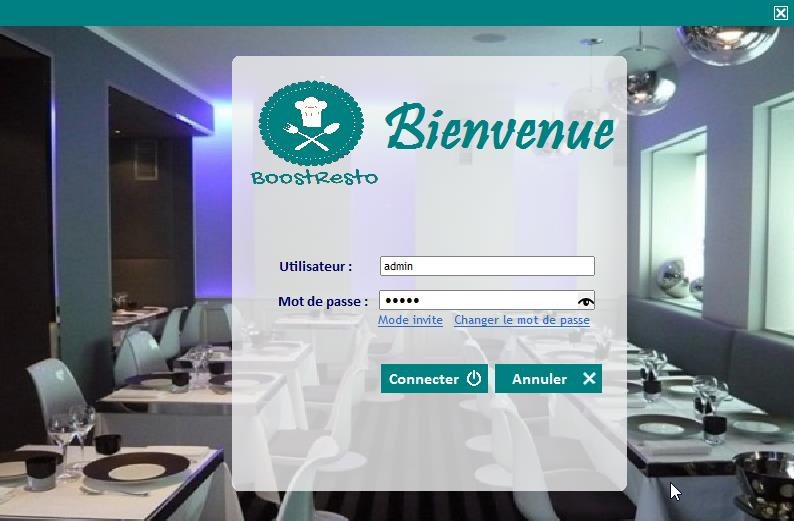 Bienvenue
BoostResto
Utilisateur :
admin
Mot de passe :
•••••
Mode invite Changer le mot de passe
Connecter Annuler